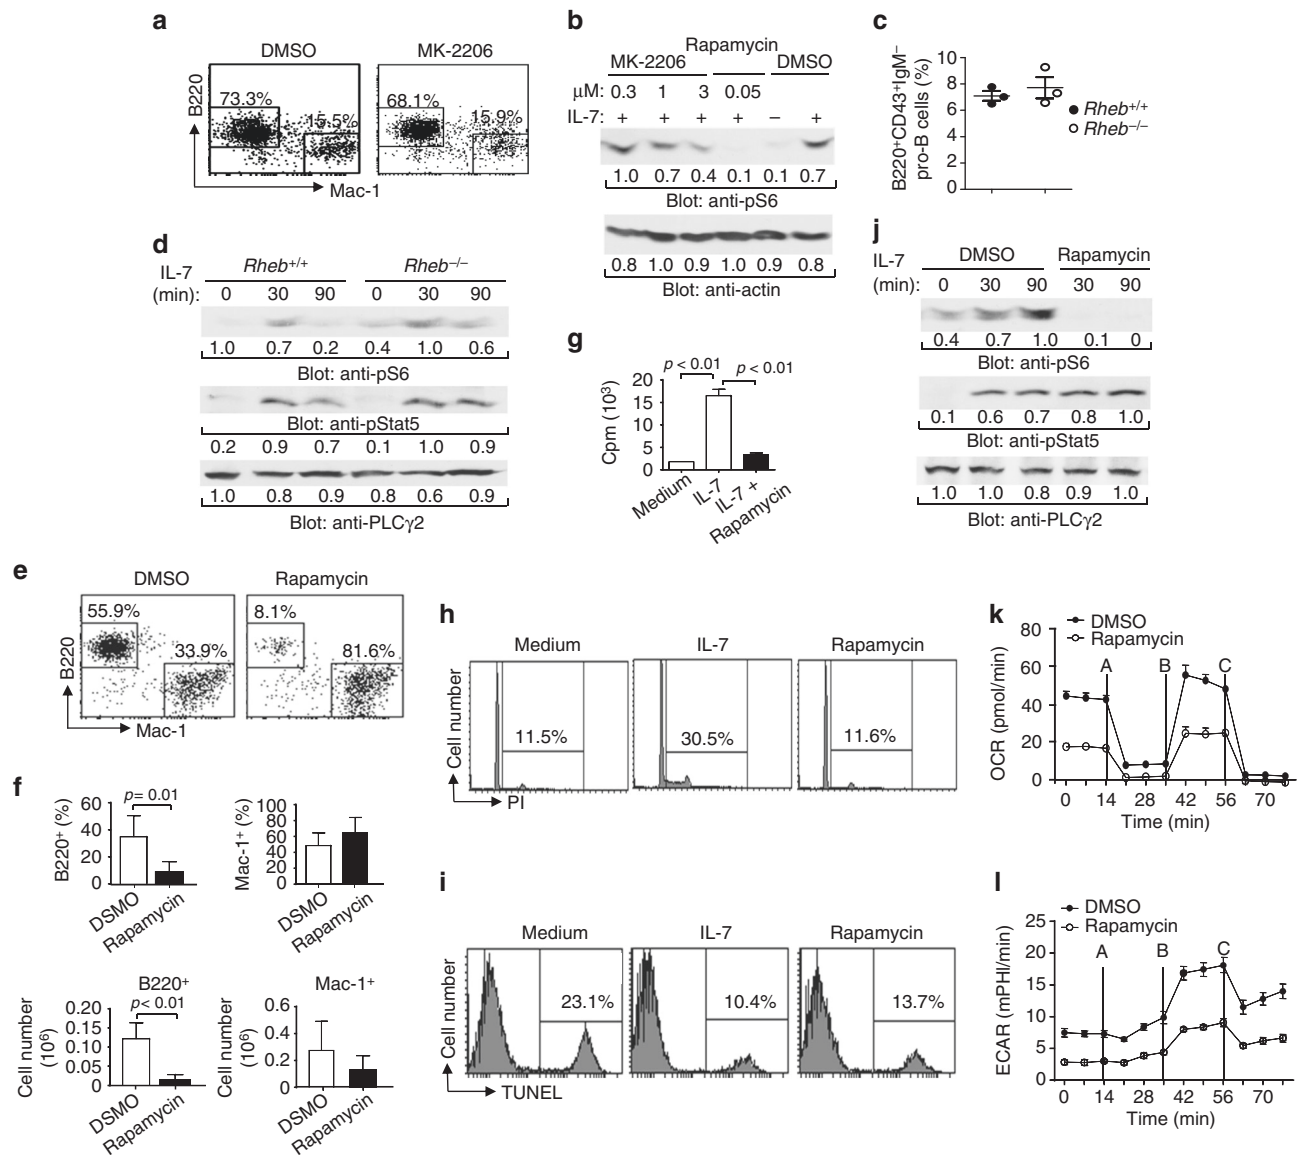 a
DMSO
MK-2206
B220
73.3%
15.5%
68.1%
15.9%
Mac-1
b
Rapamycin
MK-2206
DMSO
μM:
0.3 1 3 0.05
IL-7: + + + + − +
1.0 0.7 0.4 0.1 0.1 0.7
Blot: anti-pS6
0.8 1.0 0.9 1.0 0.9 0.8
Blot: anti-actin
c
B220+CD43+IgM−
pro-B cells (%)
10
8
6
4
2
0
Rheb+/+
Rheb−/−
d
IL-7
(min):
Rheb+/+
Rheb−/−
0 30 90 0 30 90
1.0 0.7 0.2 0.4 1.0 0.6
Blot: anti-pS6
Blot: anti-pStat5
0.2 0.9 0.7 0.1 1.0 0.9
1.0 0.8 0.9 0.8 0.6 0.9
Blot: anti-PLCγ2
g
p < 0.01
p < 0.01
Cpm (10³)
20
15
10
5
0
Medium
IL-7
IL-7 +
Rapamycin
j
IL-7
(min):
DMSO
Rapamycin
0 30 90 30 90
0.4 0.7 1.0 0.1 0
Blot: anti-pS6
0.1 0.6 0.7 0.8 1.0
Blot: anti-pStat5
1.0 1.0 0.8 0.9 1.0
Blot: anti-PLCγ2
e
DMSO
Rapamycin
B220
55.9%
33.9%
8.1%
81.6%
Mac-1
f
B220+ (%)
60
40
20
0
p= 0.01
DSMO
Rapamycin
Mac-1+ (%)
100
80
60
40
20
0
DMSO
Rapamycin
B220+
p< 0.01
Cell number
(10⁶)
0.20
0.15
0.10
0.05
0
DMSO
Rapamycin
Mac-1+
Cell number
(10⁶)
0.6
0.4
0.2
0
DMSO
Rapamycin
h
Medium
IL-7
Rapamycin
Cell number
11.5%
30.5%
11.6%
PI
i
Medium
IL-7
Rapamycin
Cell number
23.1%
10.4%
13.7%
TUNEL
k
DMSO
Rapamycin
OCR (pmol/min)
80
60
40
20
0
A B C
0 14 28 42 56 70
Time (min)
l
DMSO
Rapamycin
ECAR (mPHI/min)
25
20
15
10
5
0
A B C
0 14 28 42 56 70
Time (min)